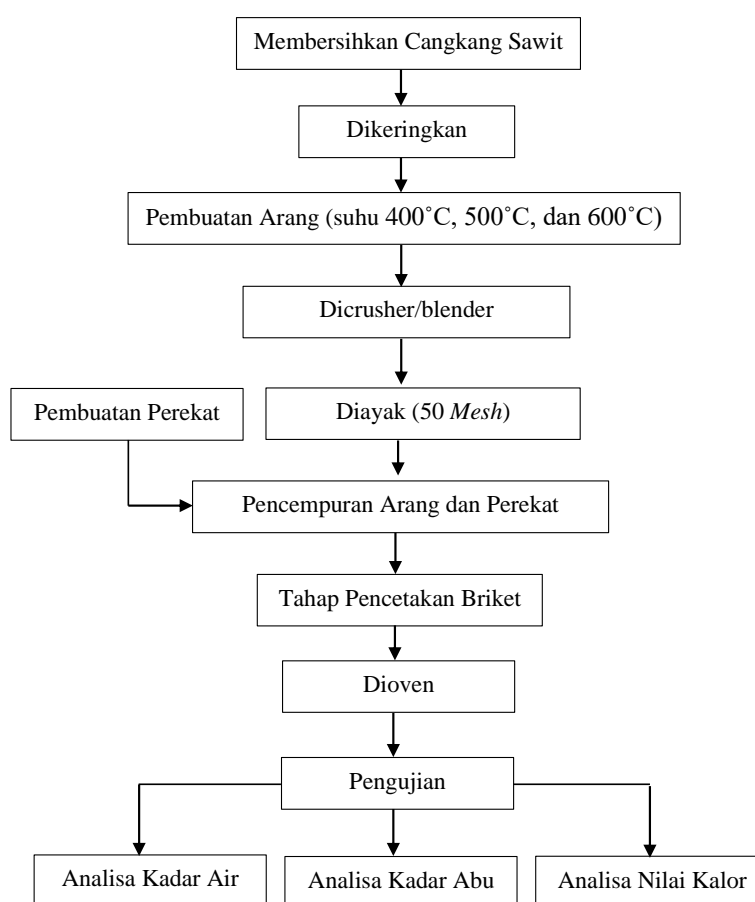 Membersihkan Cangkang Sawit
Dikeringkan
Pembuatan Arang (suhu 400˚C, 500˚C, dan 600˚C)
Dicrusher/blender
Pembuatan Perekat
Diayak (50 Mesh)
Pencempuran Arang dan Perekat
Tahap Pencetakan Briket
Dioven
Pengujian
Analisa Kadar Air
Analisa Kadar Abu
Analisa Nilai Kalor